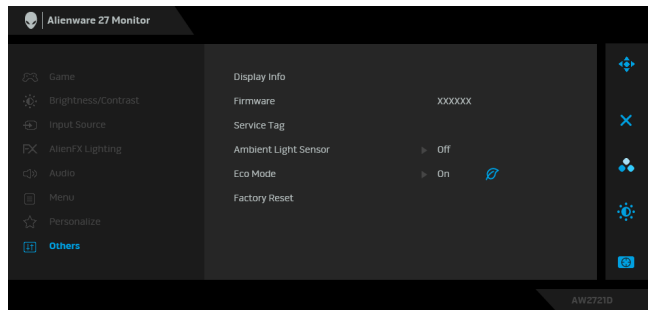 Alienware 27 Monitor
Game
Brightness/Contrast
Input Source
FX AlienFX Lighting
Audio
Menu
Personalize
Others
Display Info
Firmware XXXXXX
Service Tag
Ambient Light Sensor Off
Eco Mode On
Factory Reset
AW2721D